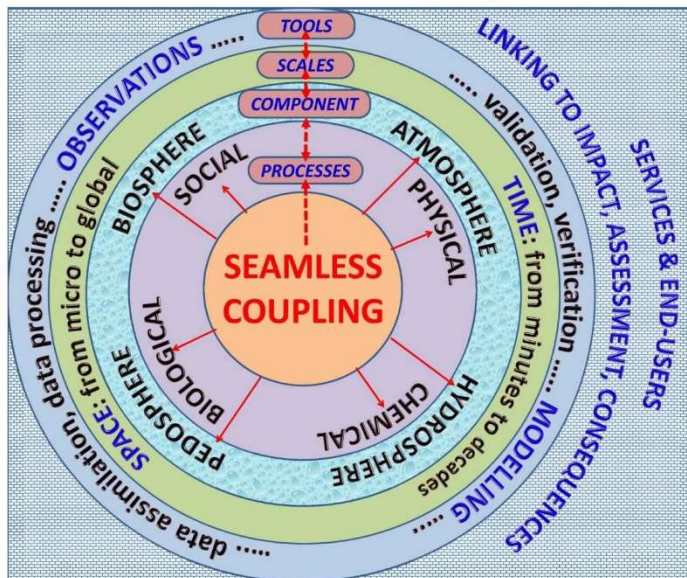 TOOLS
SCALES
COMPONENT
PROCESSES
SEAMLESS
COUPLING
SOCIAL
PHYSICAL
CHEMICAL
BIOLOGICAL
BIOSPHERE
ATMOSPHERE
HYDROSPHERE
PEDOSPHERE
SPACE: from micro to global
TIME: from minutes to decades
data assimilation, data processing ..... OBSERVATIONS .....
..... validation, verification ..... MODELLING .....
.....
LINKING TO IMPACT, ASSESSMENT, CONSEQUENCES
SERVICES & END-USERS